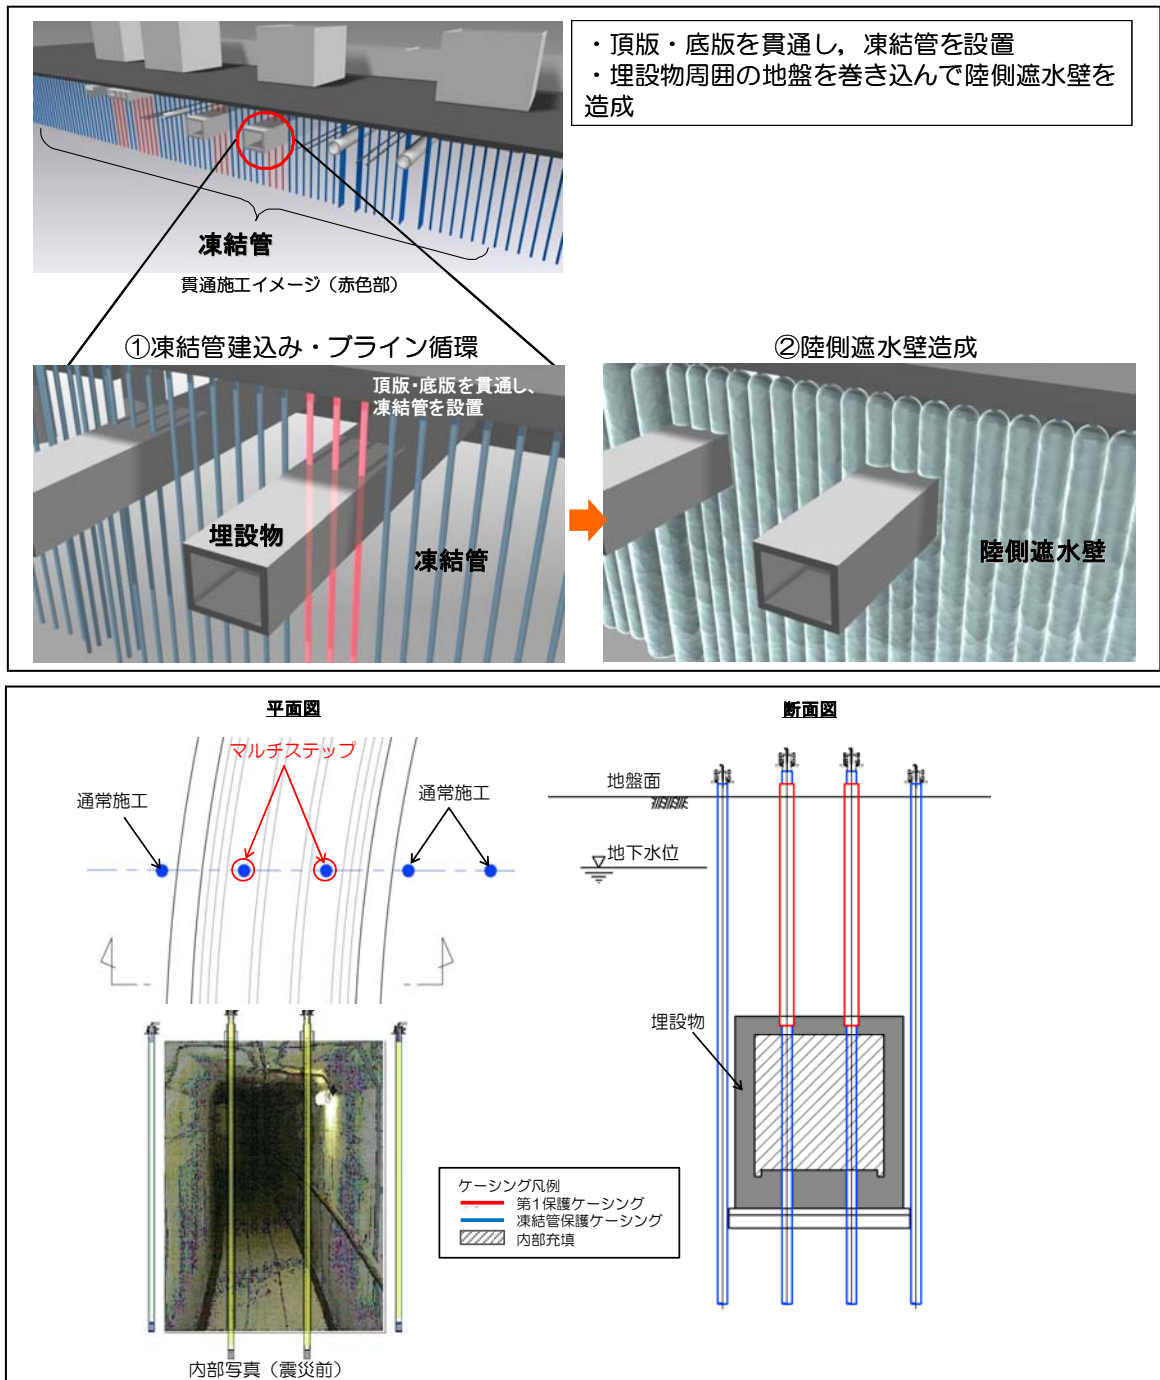 ・頂版・底版を貫通し，凍結管を設置
・埋設物周囲の地盤を巻き込んで陸側遮水壁を
造成
凍結管
貫通施工イメージ（赤色部）
①凍結管建込み・ブライン循環
頂版・底版を貫通し、
凍結管を設置
埋設物
凍結管
②陸側遮水壁造成
陸側遮水壁
平面図
マルチステップ
通常施工
通常施工
内部写真（震災前）
断面図
地盤面
地下水位
埋設物
ケーシング凡例
第1保護ケーシング
凍結管保護ケーシング
内部充填